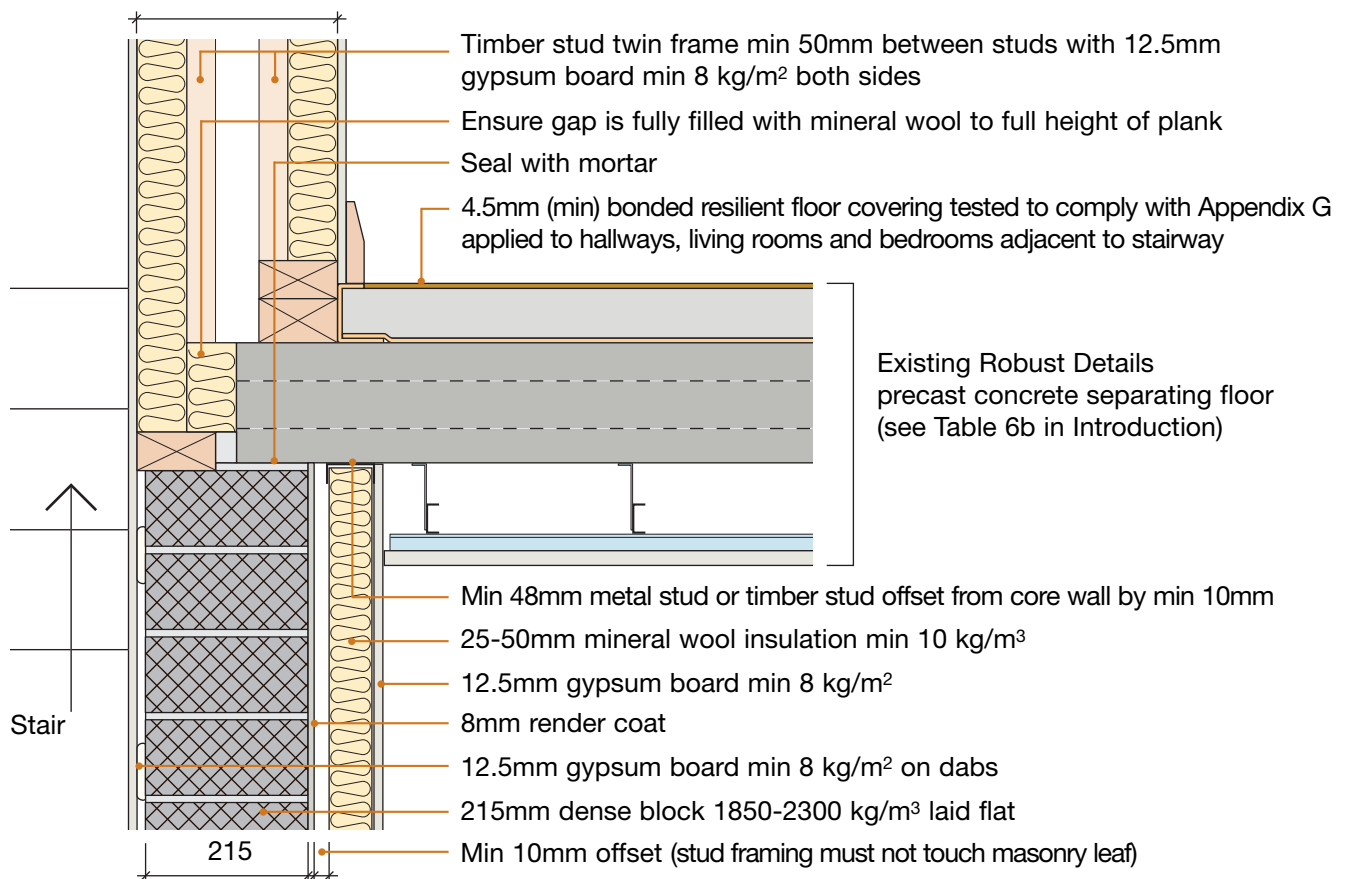 Timber stud twin frame min 50mm between studs with 12.5mm
gypsum board min 8 kg/m² both sides
Ensure gap is fully filled with mineral wool to full height of plank
Seal with mortar
4.5mm (min) bonded resilient floor covering tested to comply with Appendix G
applied to hallways, living rooms and bedrooms adjacent to stairway
Existing Robust Details
precast concrete separating floor
(see Table 6b in Introduction)
Min 48mm metal stud or timber stud offset from core wall by min 10mm
25-50mm mineral wool insulation min 10 kg/m³
12.5mm gypsum board min 8 kg/m²
8mm render coat
Stair
12.5mm gypsum board min 8 kg/m² on dabs
215mm dense block 1850-2300 kg/m³ laid flat
215
Min 10mm offset (stud framing must not touch masonry leaf)